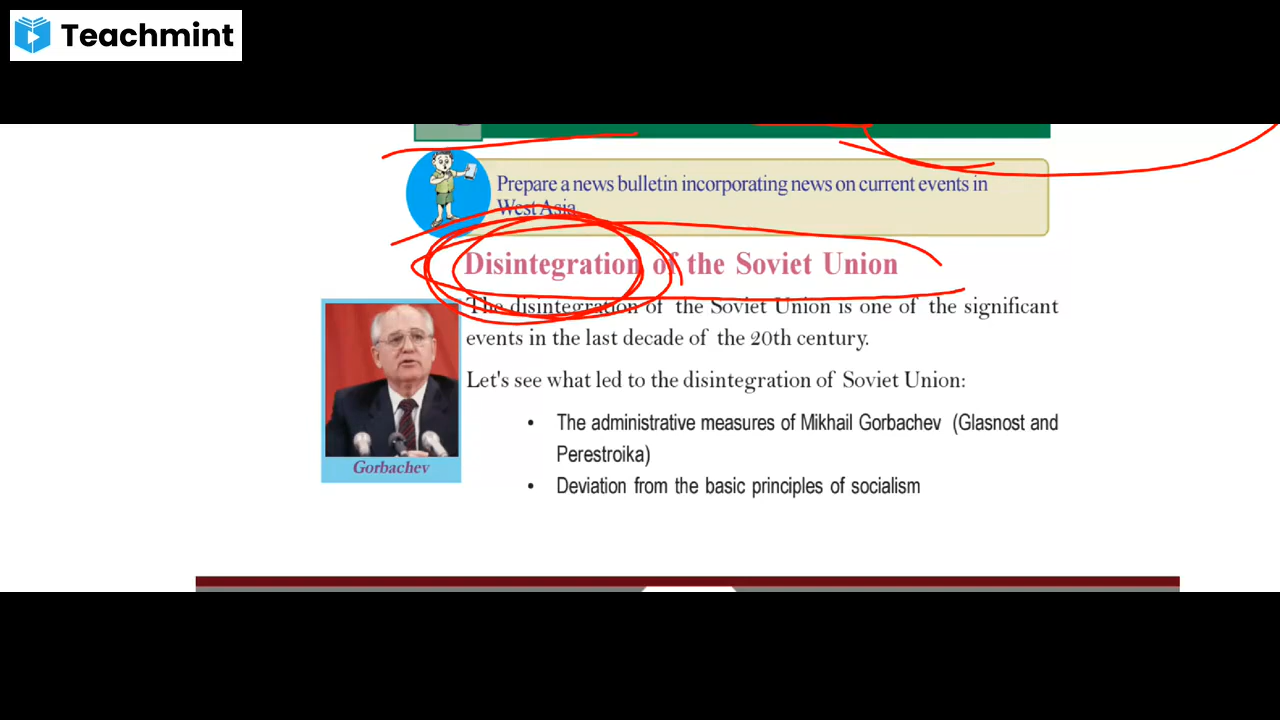 Teachmint
Prepare a news bulletin incorporating news on current events in
West Asia
Disintegration of the Soviet Union
The disintegration of the Soviet Union is one of the significant
events in the last decade of the 20th century.
Let's see what led to the disintegration of Soviet Union:
• The administrative measures of Mikhail Gorbachev (Glasnost and
Perestroika)
• Deviation from the basic principles of socialism
Gorbachev